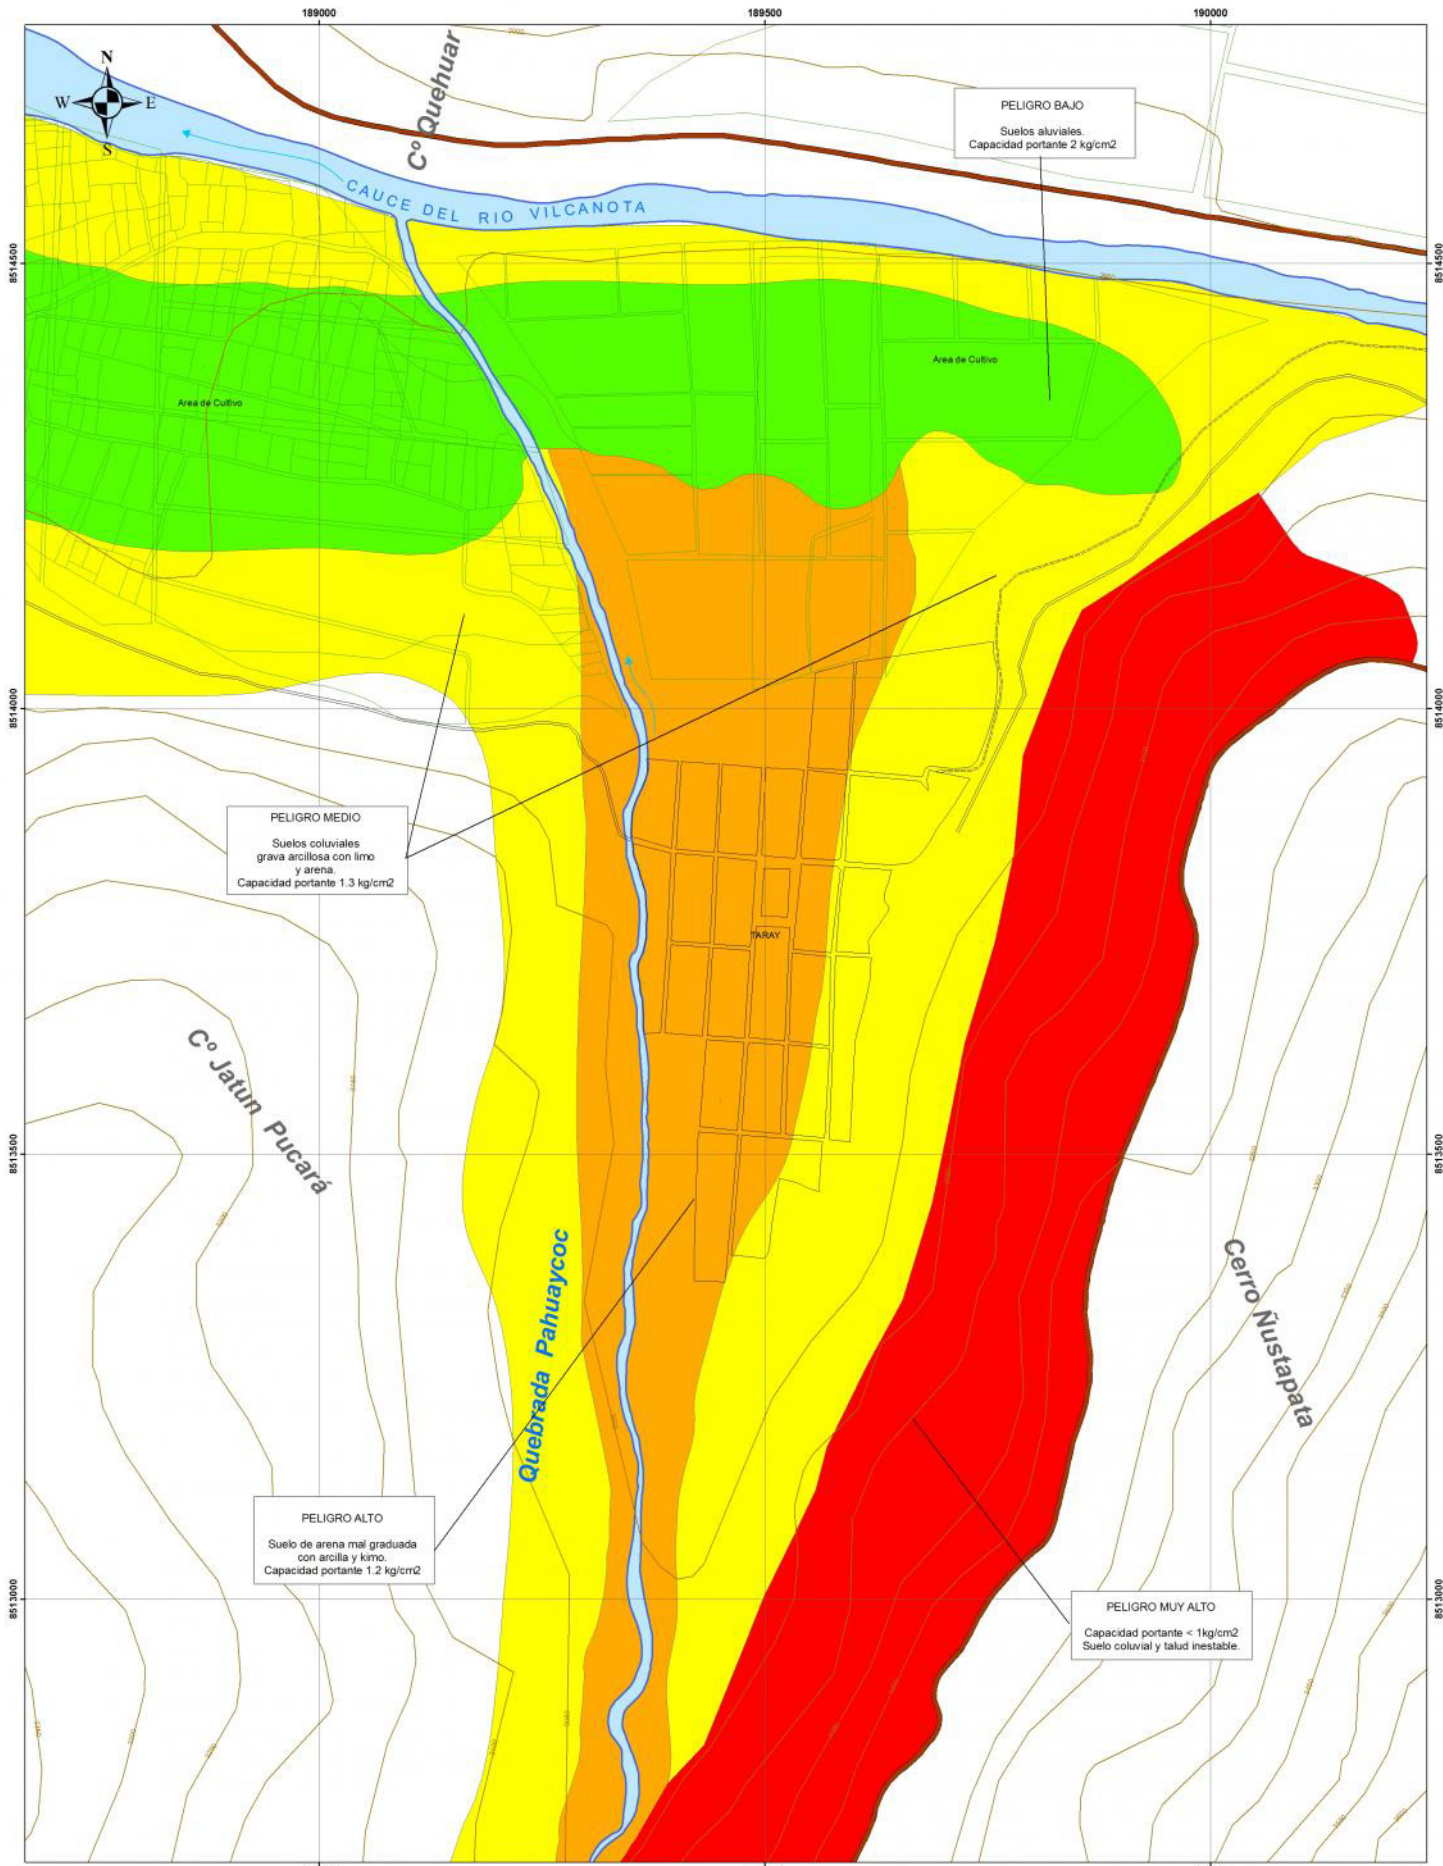 189000
189500
190000
N
W
E
S
Cº Quehuar
PELIGRO BAJO
Suelos aluviales.
Capacidad portante 2 kg/cm2
CAUCE DEL RIO VILCANOTA
8514500
8514500
Area de Cultivo
Area de Cultivo
8514000
8514000
PELIGRO MEDIO
Suelos coluviales
grava arcillosa con limo
y arena.
Capacidad portante 1.3 kg/cm2
TARAY
Cº Jatun Pucará
8513500
8513500
Quebrada Pahuaycoc
Cerro Ñustapata
PELIGRO ALTO
Suelo de arena mal graduada
con arcilla y kimo.
Capacidad portante 1.2 kg/cm2
8513000
8513000
PELIGRO MUY ALTO
Capacidad portante < 1kg/cm2
Suelo coluvial y talud inestable.